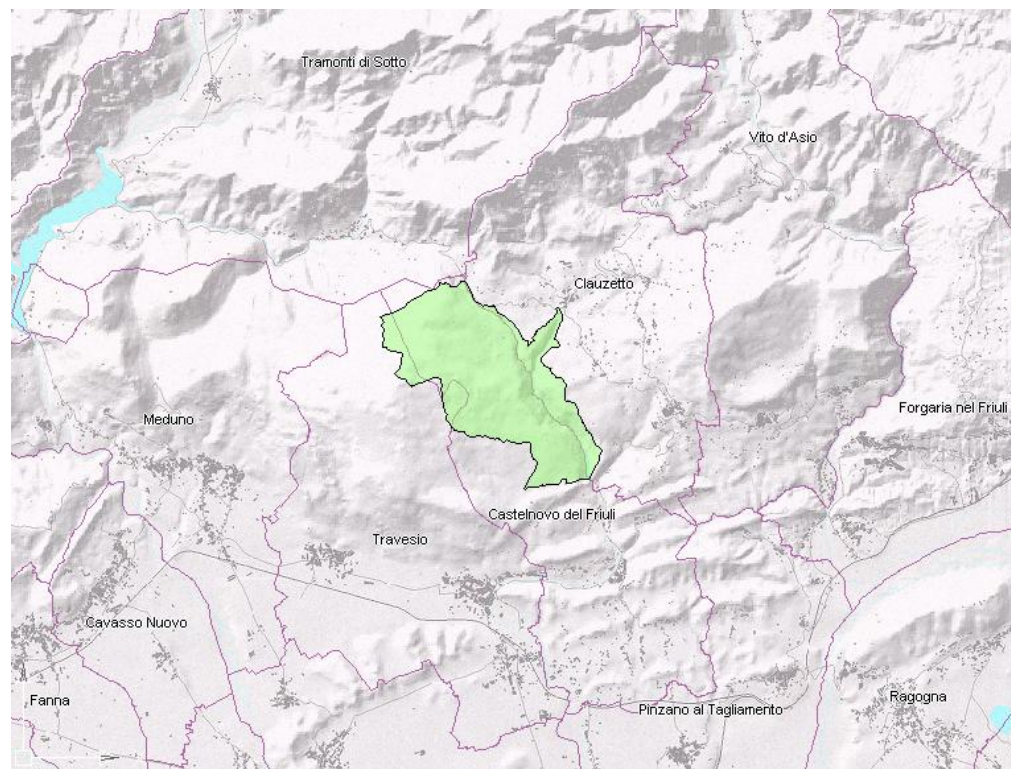 Tramonti di Sotto
Vito d'Asio
Clauzetto
Meduno
Forgaria nel Friuli
Castelnovo del Friuli
Travesio
Cavasso Nuovo
Fanna
Ragogna
Pinzano al Tagliamento